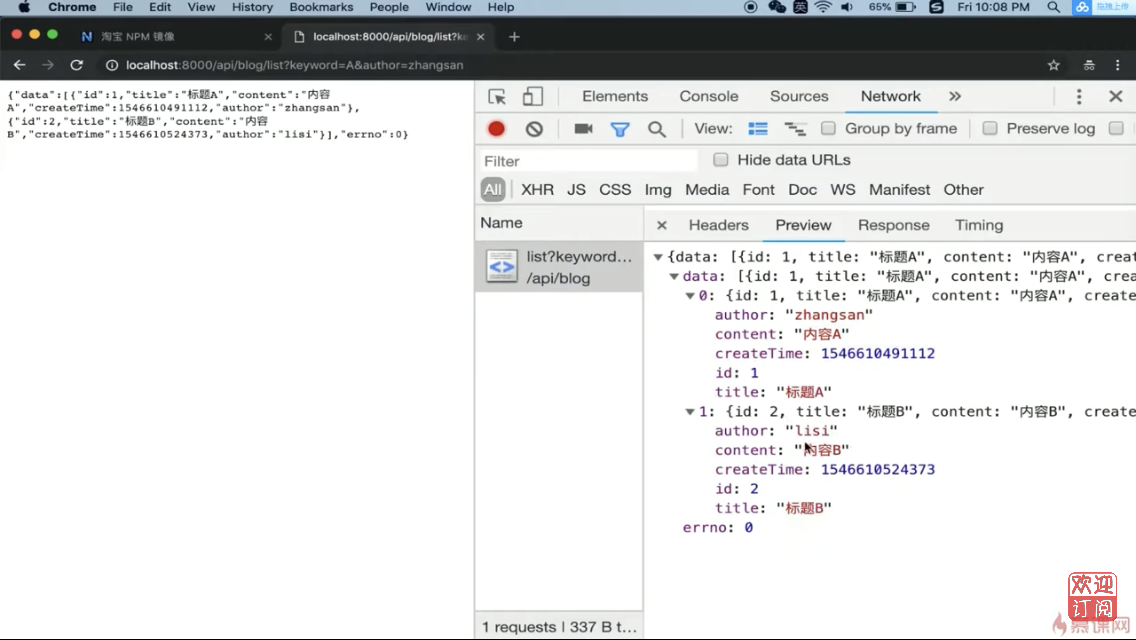 Chrome File Edit View History Bookmarks People Window Help 英 65% S Fri 10:08 PM 拖拽上传
N 淘宝 NPM 镜像 × localhost:8000/api/blog/list?ke × +
localhost:8000/api/blog/list?keyword=A&author=zhangsan
{"data":[{"id":1,"title":"标题A","content":"内容
A","createTime":1546610491112,"author":"zhangsan"},
{"id":2,"title":"标题B","content":"内容
B","createTime":1546610524373,"author":"lisi"}],"errno":0}
Elements Console Sources Network »
View: Group by frame Preserve log
Filter Hide data URLs
All XHR JS CSS Img Media Font Doc WS Manifest Other
Name
× Headers Preview Response Timing
list?keyword...
/api/blog
{data: [{id: 1, title: "标题A", content: "内容A", crea
data: [{id: 1, title: "标题A", content: "内容A", creat
0: {id: 1, title: "标题A", content: "内容A", create
author: "zhangsan"
content: "内容A"
createTime: 1546610491112
id: 1
title: "标题A"
1: {id: 2, title: "标题B", content: "内容B", create
author: "lisi"
content: "内容B"
createTime: 1546610524373
id: 2
title: "标题B"
errno: 0
1 requests | 337 B t...
欢迎
订阅
慕课网